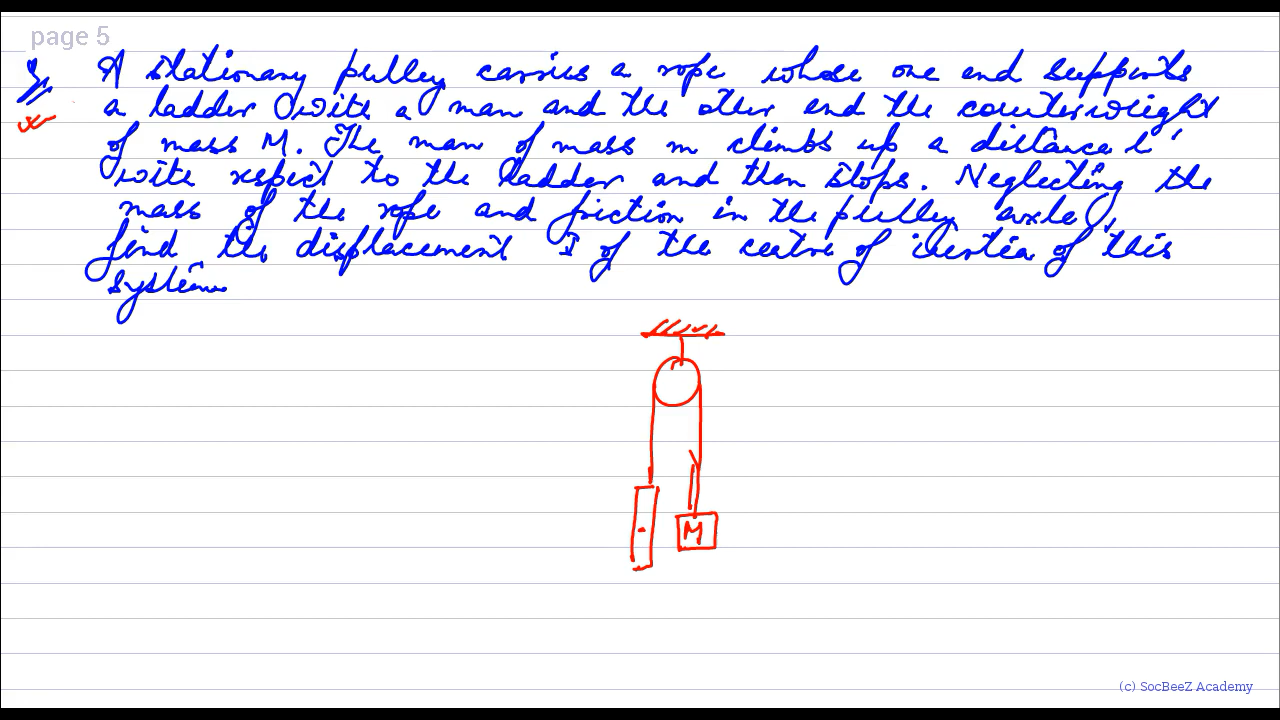 page 5
Q. A stationary pulley carries a rope whose one end supports
a ladder with a man and the other end the counterweight
of mass M. The man of mass m climbs up a distance l'
with respect to the ladder and then stops. Neglecting the
mass of the rope and friction in the pulley axle,
find the displacement of the centre of inertia of this
system
M
(c) SocBeeZ Academy